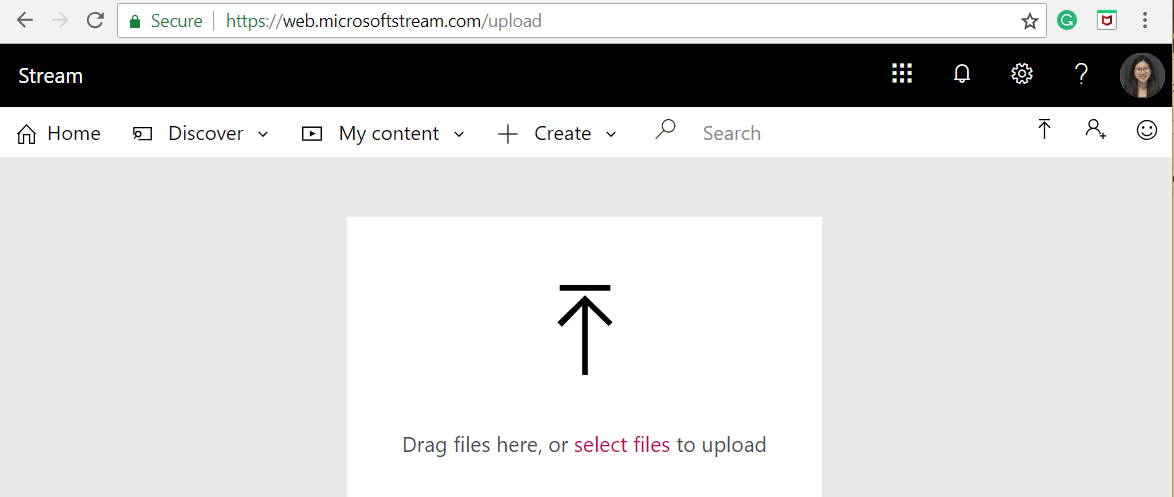 Secure https://web.microsoftstream.com/upload
Stream
Home Discover My content Create Search
Drag files here, or select files to upload